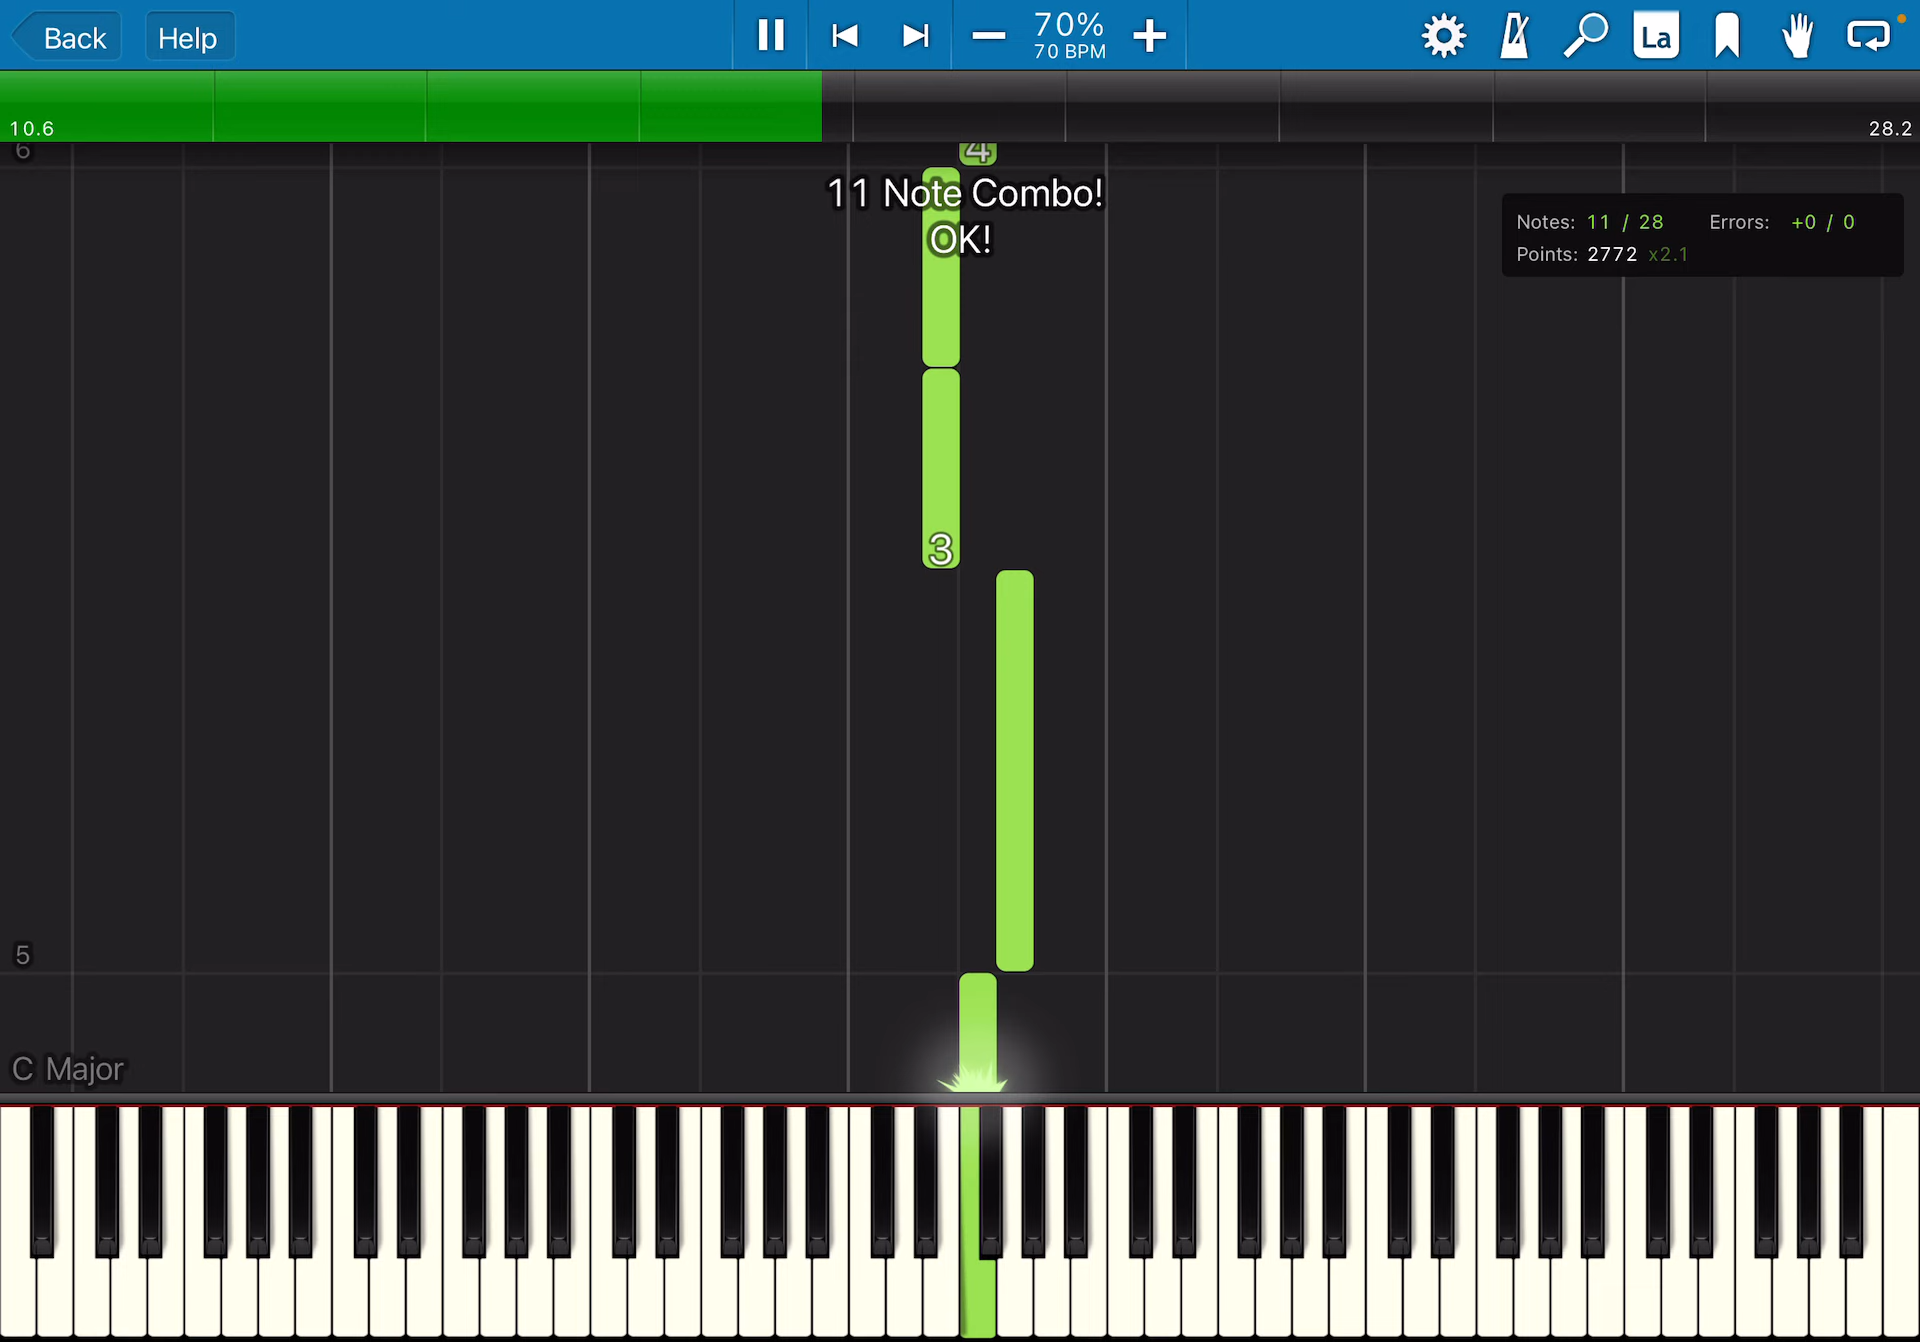 Back Help 70% La
70 BPM
10.6 28.2
6 4
11 Note Combo!
OK!
Notes: 11 / 28 Errors: +0 / 0
Points: 2772 x2.1
3
5
C Major